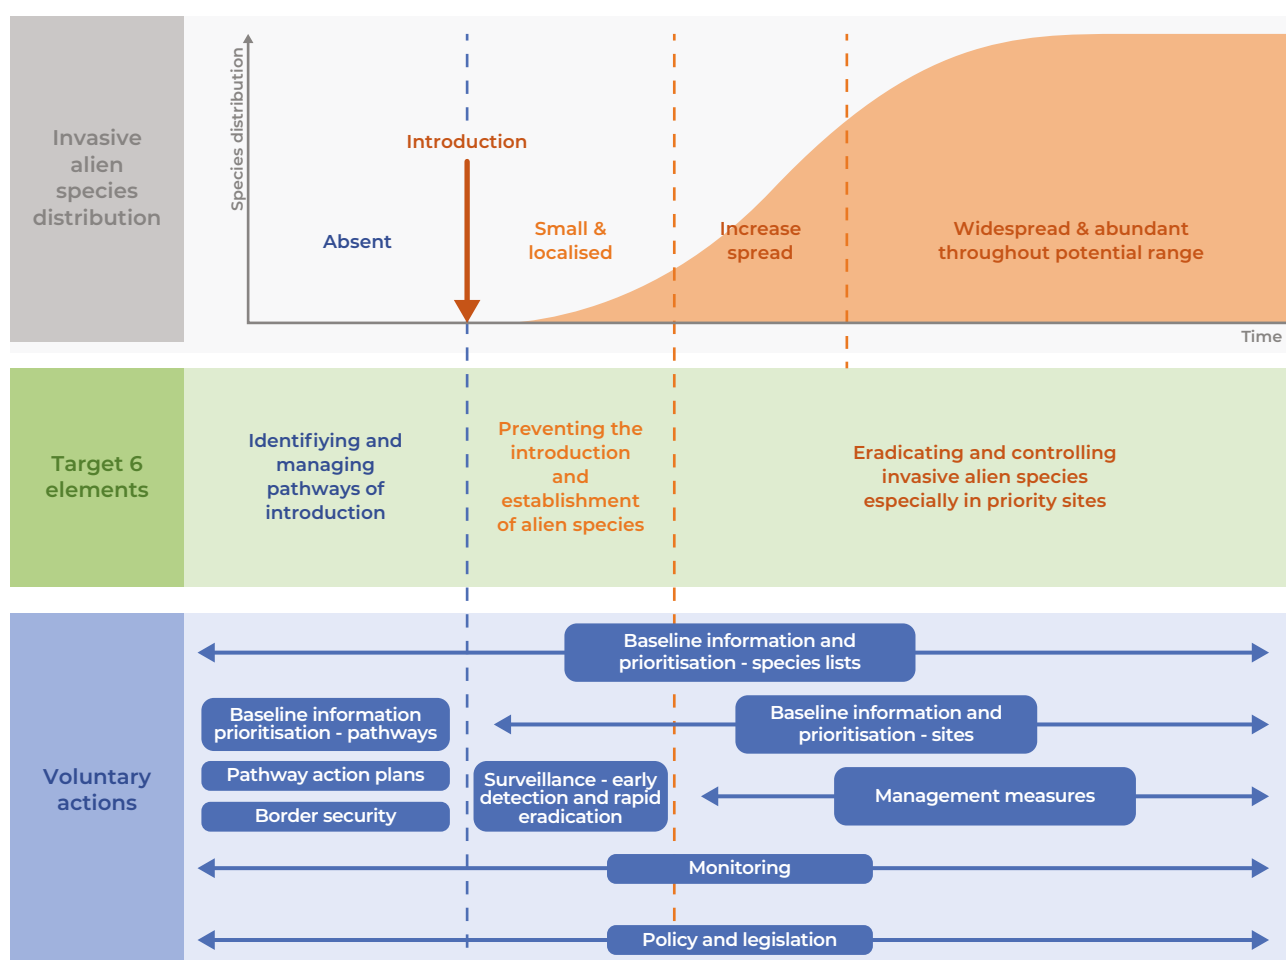 Invasive
alien
species
distribution
Species distribution
Introduction
Absent
Small &
localised
Increase
spread
Widespread & abundant
throughout potential range
Time
Target 6
elements
Identifiying and
managing
pathways of
introduction
Preventing the
introduction
and
establishment
of alien species
Eradicating and controlling
invasive alien species
especially in priority sites
Voluntary
actions
Baseline information and
prioritisation - species lists
Baseline information
prioritisation - pathways
Baseline information and
prioritisation - sites
Pathway action plans
Border security
Surveillance - early
detection and rapid
eradication
Management measures
Monitoring
Policy and legislation